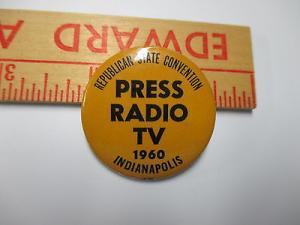 EDWARD A
REPUBLICAN STATE CONVENTION
PRESS
RADIO
TV
1960
INDIANAPOLIS